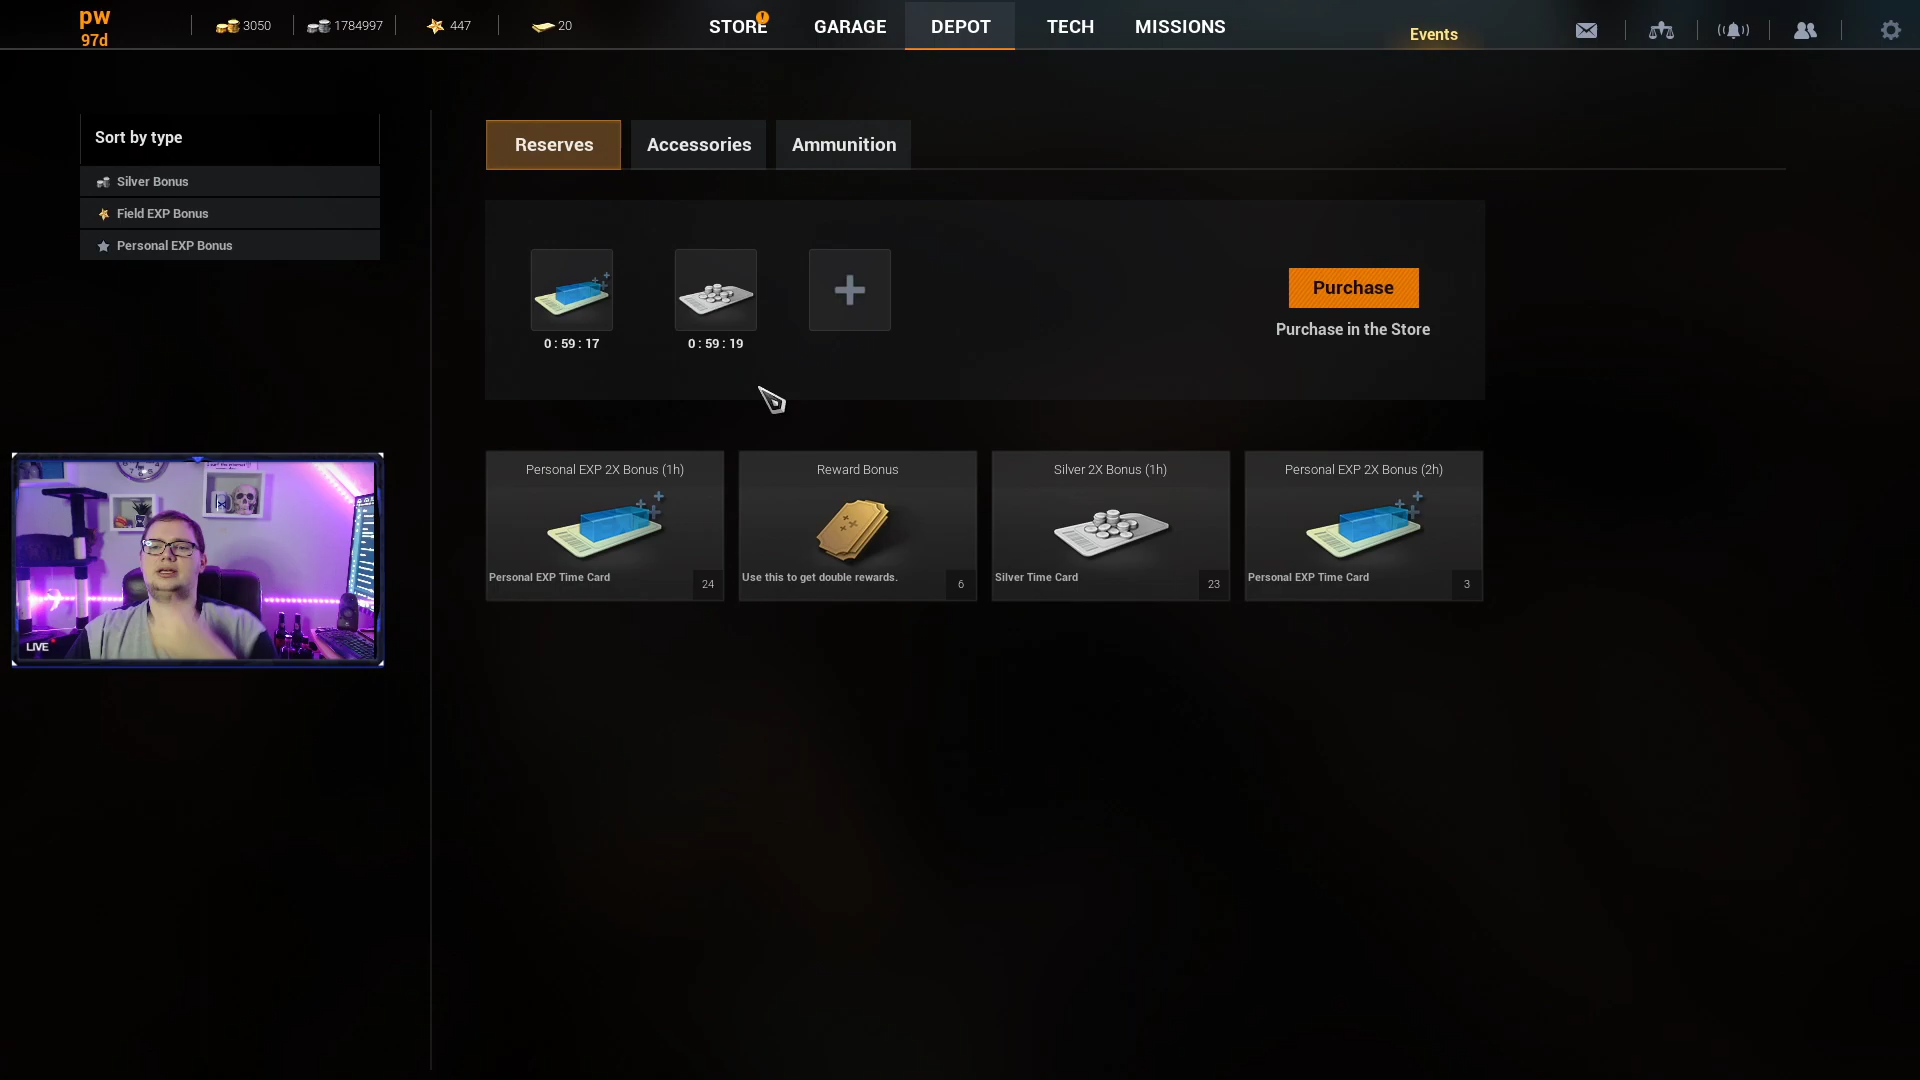 pw
97d
3050
1784997
447
20
STORE
GARAGE
DEPOT
TECH
MISSIONS
Events
Sort by type
Silver Bonus
Field EXP Bonus
Personal EXP Bonus
Reserves
Accessories
Ammunition
0 : 59 : 17
0 : 59 : 19
Purchase
Purchase in the Store
Personal EXP 2X Bonus (1h)
Personal EXP Time Card
24
Reward Bonus
Use this to get double rewards.
6
Silver 2X Bonus (1h)
Silver Time Card
23
Personal EXP 2X Bonus (2h)
Personal EXP Time Card
3
LIVE